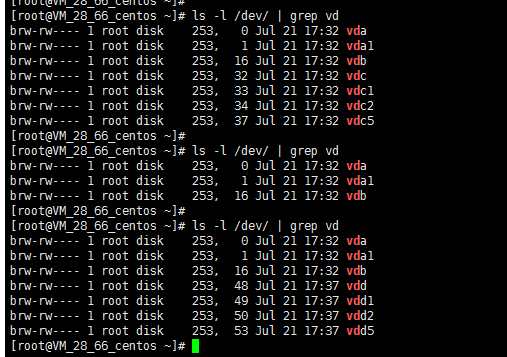 [root@VM_28_66_centos ~]#
[root@VM_28_66_centos ~]# ls -l /dev/ | grep vd
brw-rw---- 1 root disk    253,   0 Jul 21 17:32 vda
brw-rw---- 1 root disk    253,   1 Jul 21 17:32 vda1
brw-rw---- 1 root disk    253,  16 Jul 21 17:32 vdb
brw-rw---- 1 root disk    253,  32 Jul 21 17:32 vdc
brw-rw---- 1 root disk    253,  33 Jul 21 17:32 vdc1
brw-rw---- 1 root disk    253,  34 Jul 21 17:32 vdc2
brw-rw---- 1 root disk    253,  37 Jul 21 17:32 vdc5
[root@VM_28_66_centos ~]#
[root@VM_28_66_centos ~]# ls -l /dev/ | grep vd
brw-rw---- 1 root disk    253,   0 Jul 21 17:32 vda
brw-rw---- 1 root disk    253,   1 Jul 21 17:32 vda1
brw-rw---- 1 root disk    253,  16 Jul 21 17:32 vdb
[root@VM_28_66_centos ~]#
[root@VM_28_66_centos ~]# ls -l /dev/ | grep vd
brw-rw---- 1 root disk    253,   0 Jul 21 17:32 vda
brw-rw---- 1 root disk    253,   1 Jul 21 17:32 vda1
brw-rw---- 1 root disk    253,  16 Jul 21 17:32 vdb
brw-rw---- 1 root disk    253,  48 Jul 21 17:37 vdd
brw-rw---- 1 root disk    253,  49 Jul 21 17:37 vdd1
brw-rw---- 1 root disk    253,  50 Jul 21 17:37 vdd2
brw-rw---- 1 root disk    253,  53 Jul 21 17:37 vdd5
[root@VM_28_66_centos ~]#